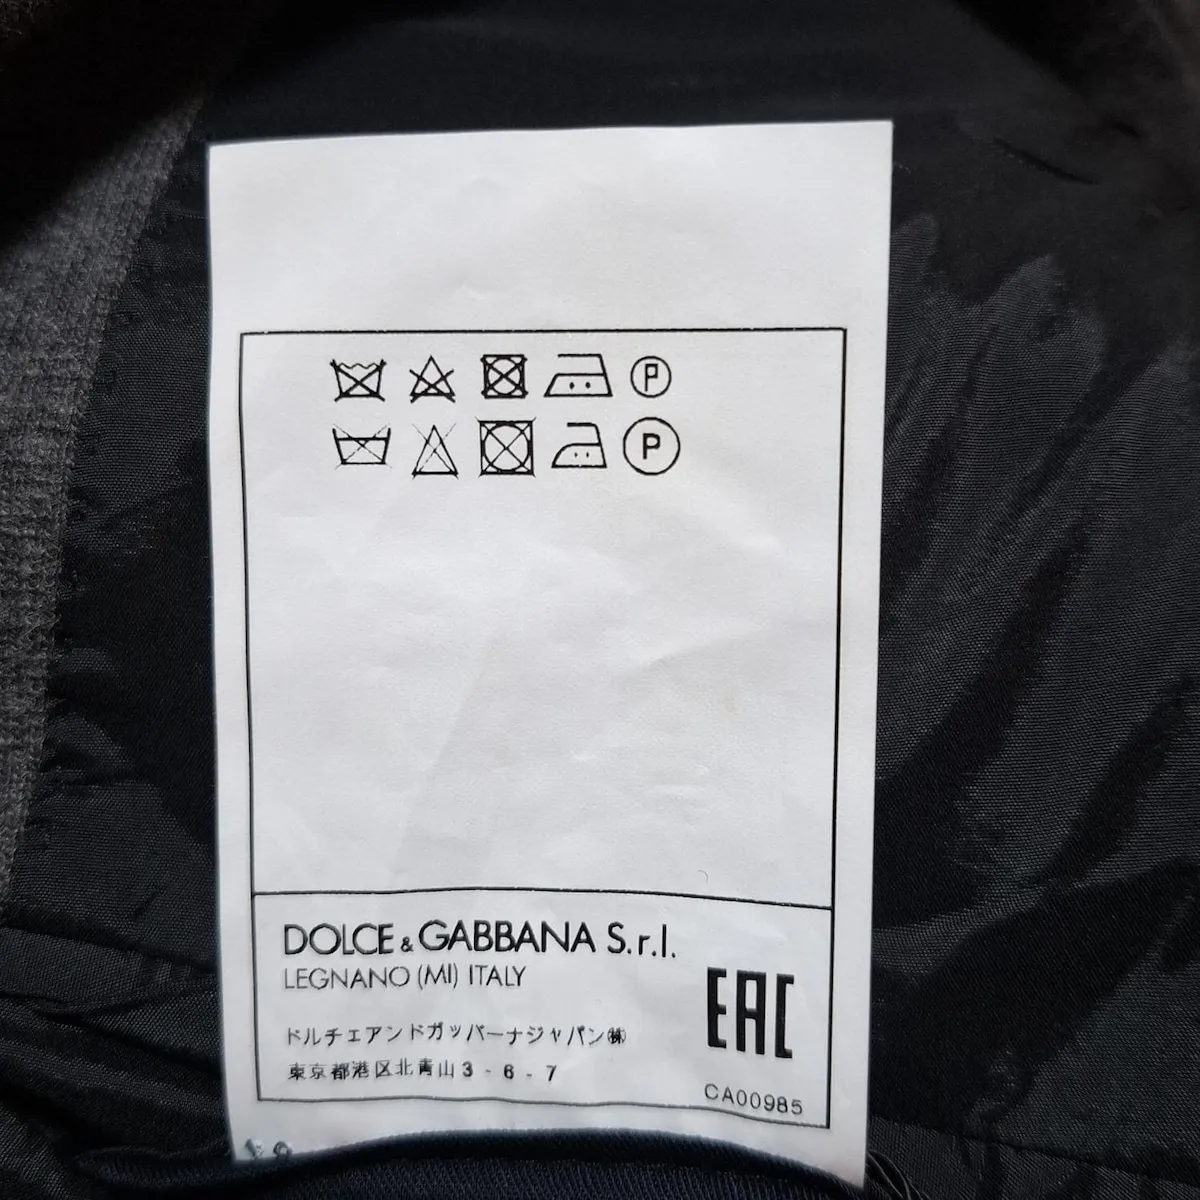 P
P
DOLCE & GABBANA S.r.l.
LEGNANO (MI) ITALY
ドルチェアンドガッバーナジャパン㈱
東京都港区北青山3-6-7
EAC
CA00985